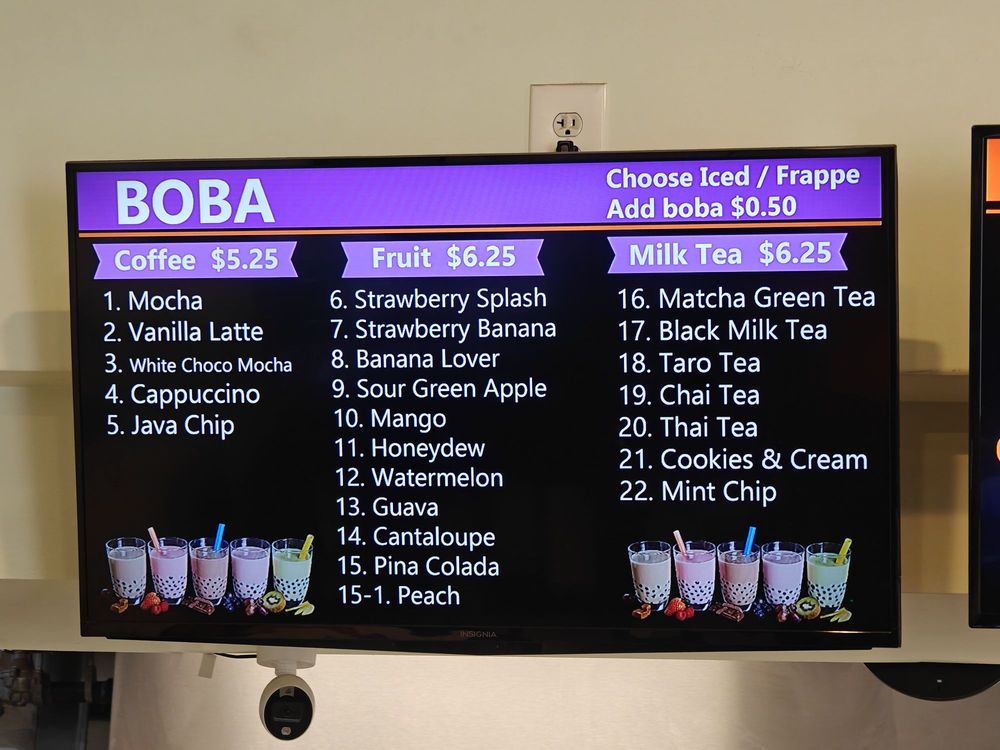 BOBA
Choose Iced / Frappe
Add boba $0.50
Coffee $5.25
1. Mocha
2. Vanilla Latte
3. White Choco Mocha
4. Cappuccino
5. Java Chip
Fruit $6.25
6. Strawberry Splash
7. Strawberry Banana
8. Banana Lover
9. Sour Green Apple
10. Mango
11. Honeydew
12. Watermelon
13. Guava
14. Cantaloupe
15. Pina Colada
15-1. Peach
Milk Tea $6.25
16. Matcha Green Tea
17. Black Milk Tea
18. Taro Tea
19. Chai Tea
20. Thai Tea
21. Cookies & Cream
22. Mint Chip
INSIGNIA